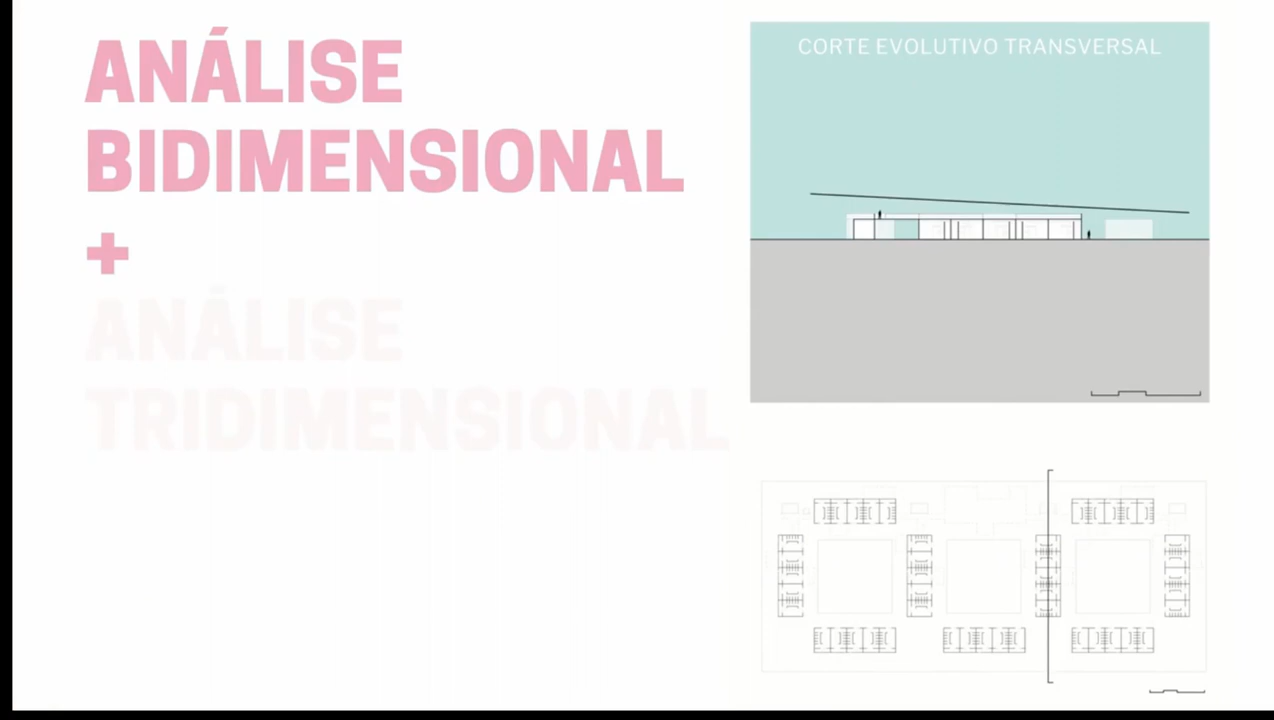 ANÁLISE
BIDIMENSIONAL
+
ANÁLISE
TRIDIMENSIONAL
CORTE EVOLUTIVO TRANSVERSAL